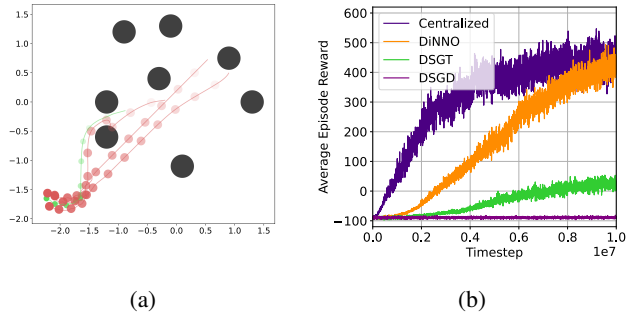 1.5
1.0
0.5
0.0
−0.5
−1.0
−1.5
−2.0
−2.0 −1.5 −1.0 −0.5 0.0 0.5 1.0 1.5
(a)
Average Episode Reward
600
500
400
300
200
100
0
−100
Centralized
DiNNO
DSGT
DSGD
0.0 0.2 0.4 0.6 0.8 1.0
Timestep
1e7
(b)